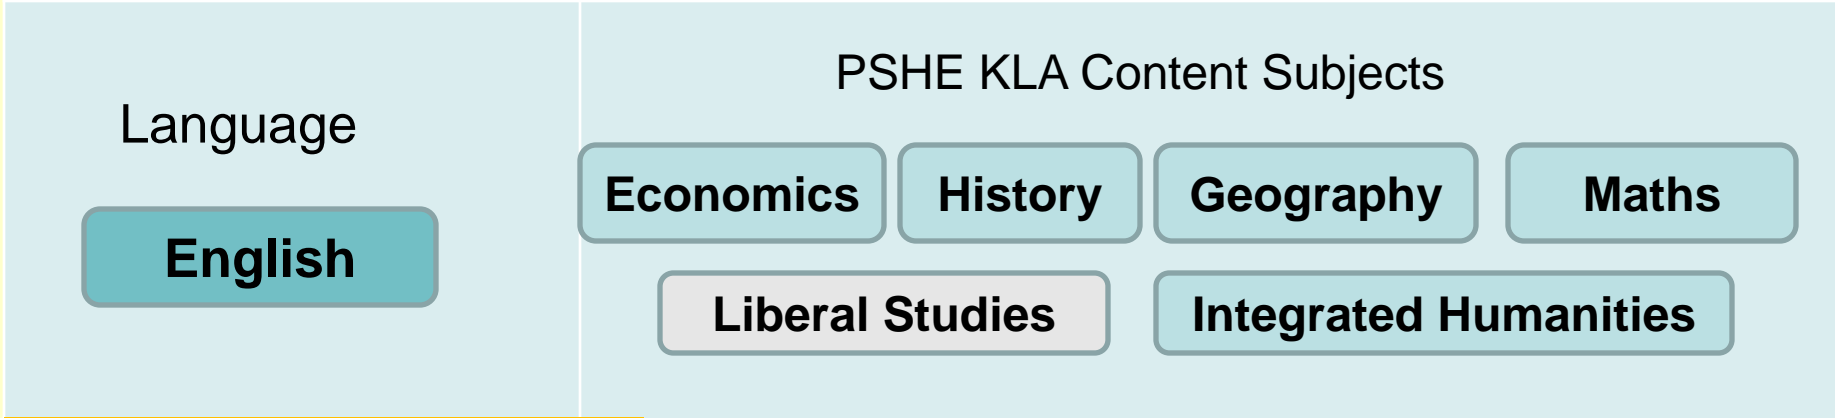 Language
English
PSHE KLA Content Subjects
Economics
History
Geography
Maths
Liberal Studies
Integrated Humanities